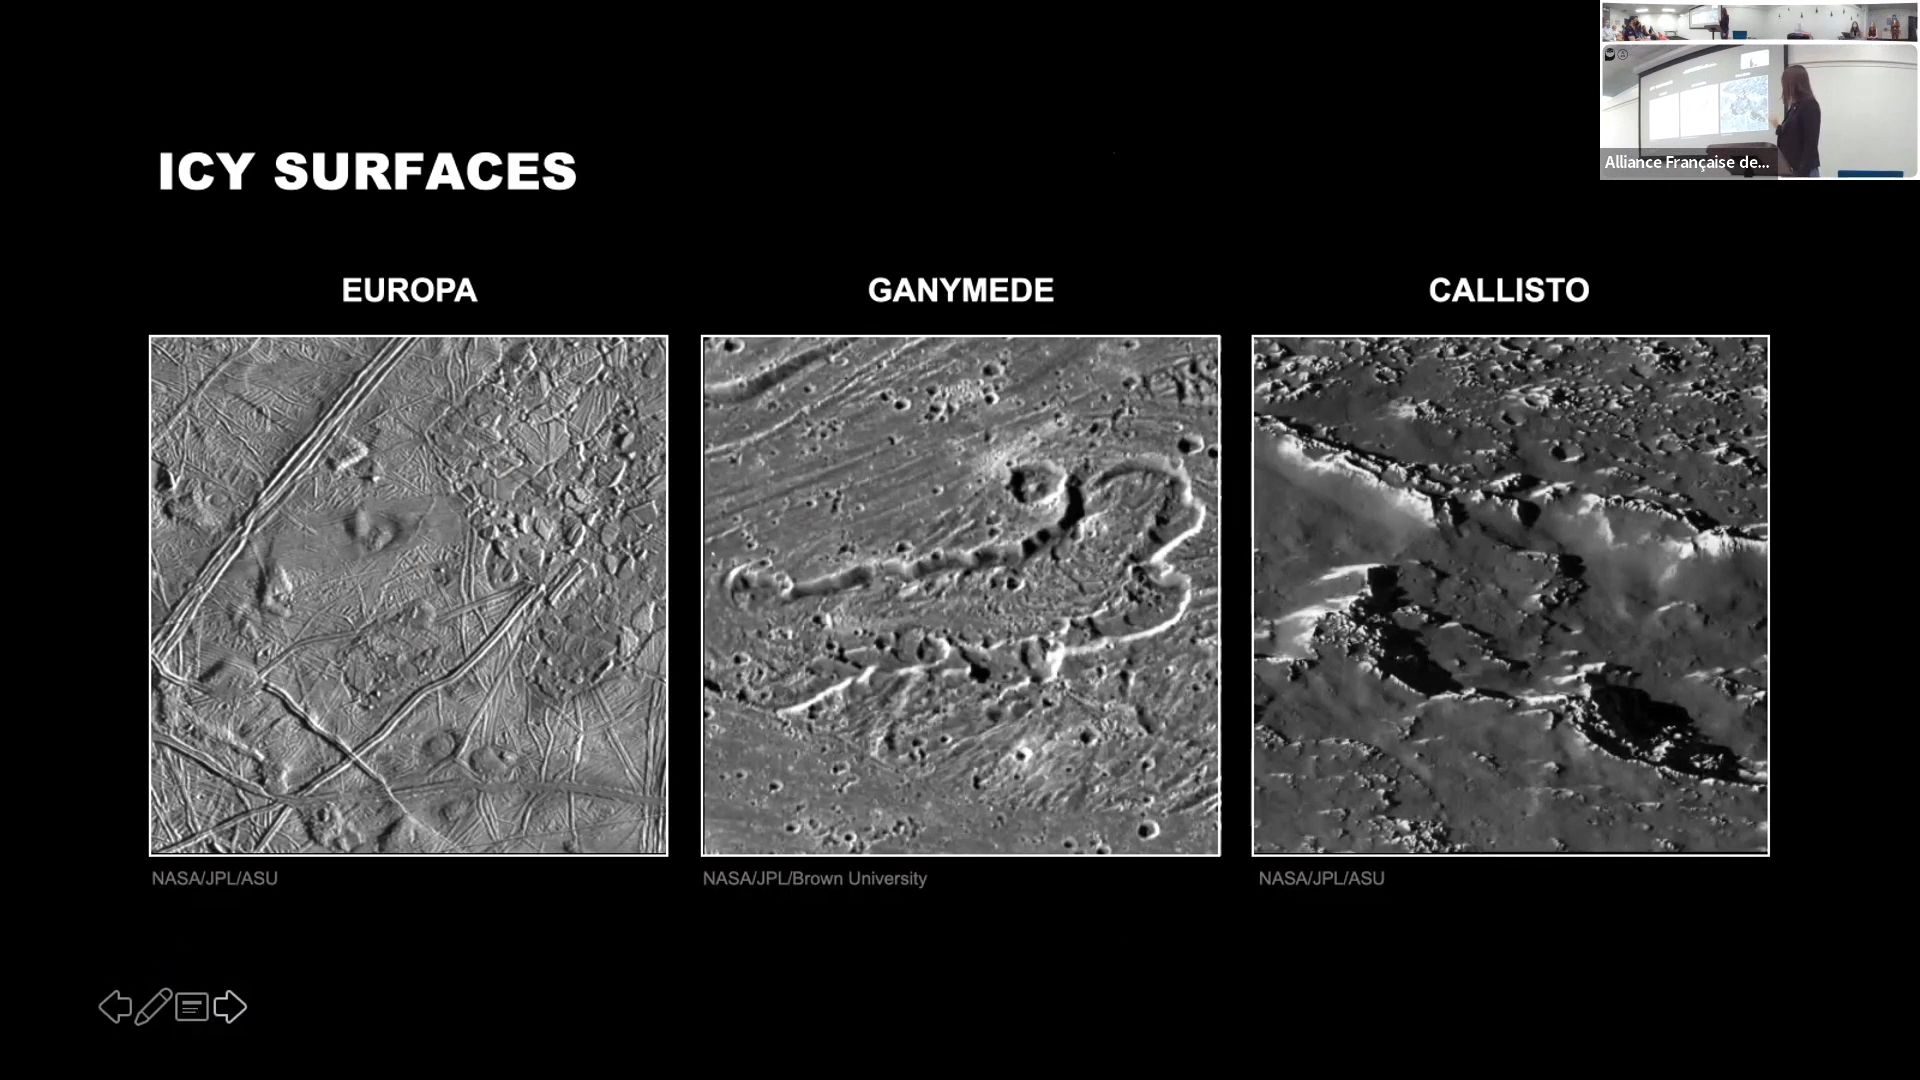 Alliance Française de...
ICY SURFACES
EUROPA
GANYMEDE
CALLISTO
NASA/JPL/ASU
NASA/JPL/Brown University
NASA/JPL/ASU